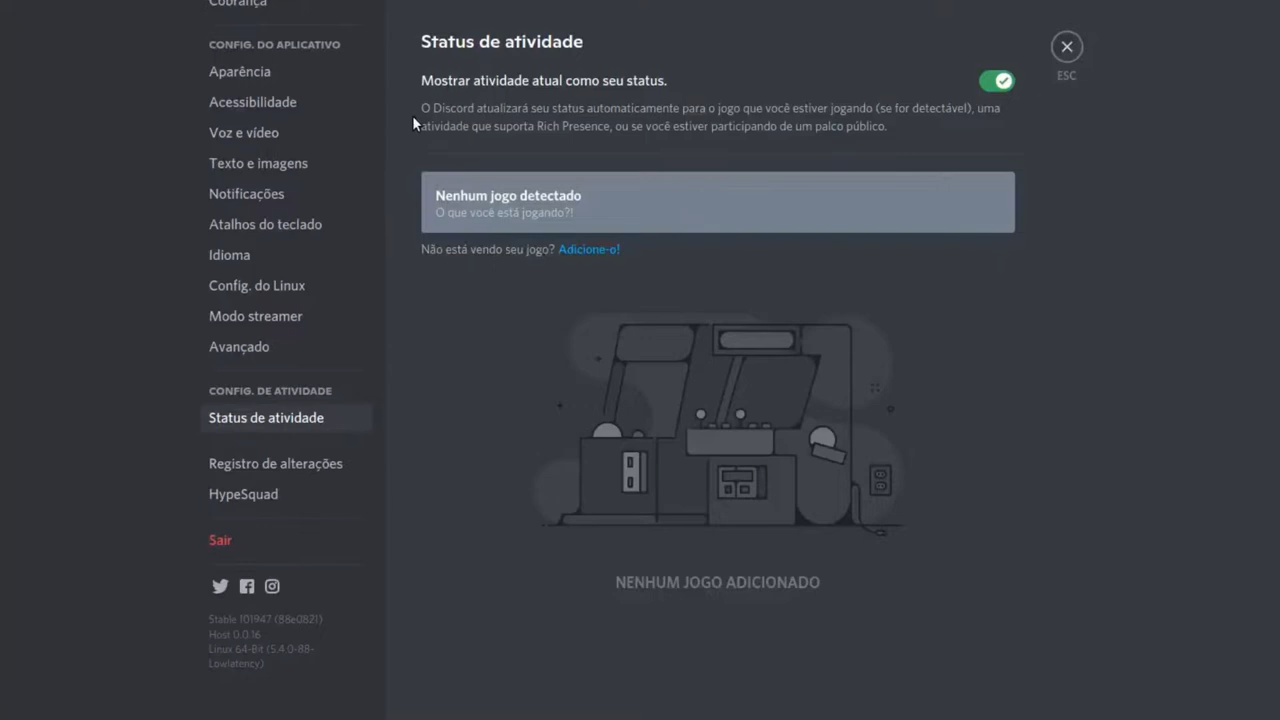 Cobrança
CONFIG. DO APLICATIVO
Aparência
Acessibilidade
Voz e vídeo
Texto e imagens
Notificações
Atalhos do teclado
Idioma
Config. do Linux
Modo streamer
Avançado
CONFIG. DE ATIVIDADE
Status de atividade
Registro de alterações
HypeSquad
Sair
Stable 101947 (88e0821)
Host 0.0.16
Linux 64-Bit (5.4.0-88-
Lowlatency)
Status de atividade
Mostrar atividade atual como seu status.
O Discord atualizará seu status automaticamente para o jogo que você estiver jogando (se for detectável), uma
atividade que suporta Rich Presence, ou se você estiver participando de um palco público.
Nenhum jogo detectado
O que você está jogando?!
Não está vendo seu jogo? Adicione-o!
NENHUM JOGO ADICIONADO
ESC